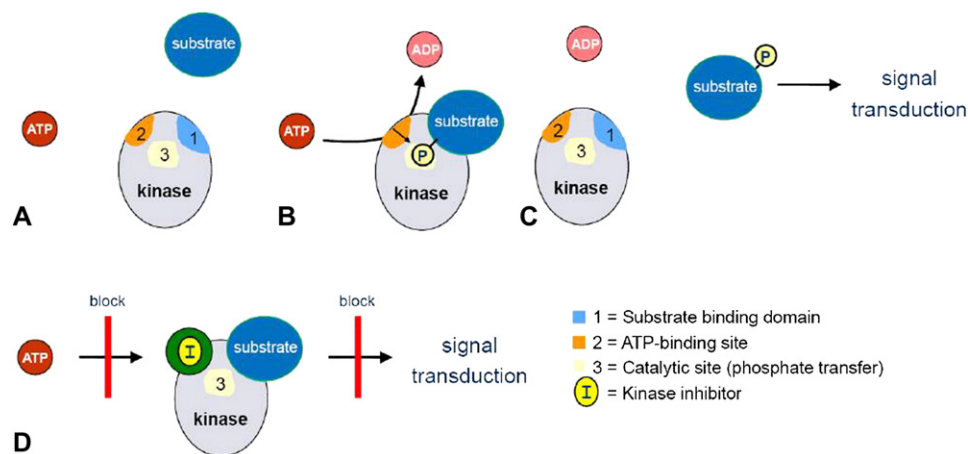 substrate
ATP
2
1
3
kinase
A
ADP
ATP
substrate
P
kinase
B
ADP
2
1
3
kinase
C
P
substrate
signal
transduction
ATP
block
I
substrate
3
kinase
block
signal
transduction
D
1 = Substrate binding domain
2 = ATP-binding site
3 = Catalytic site (phosphate transfer)
I = Kinase inhibitor